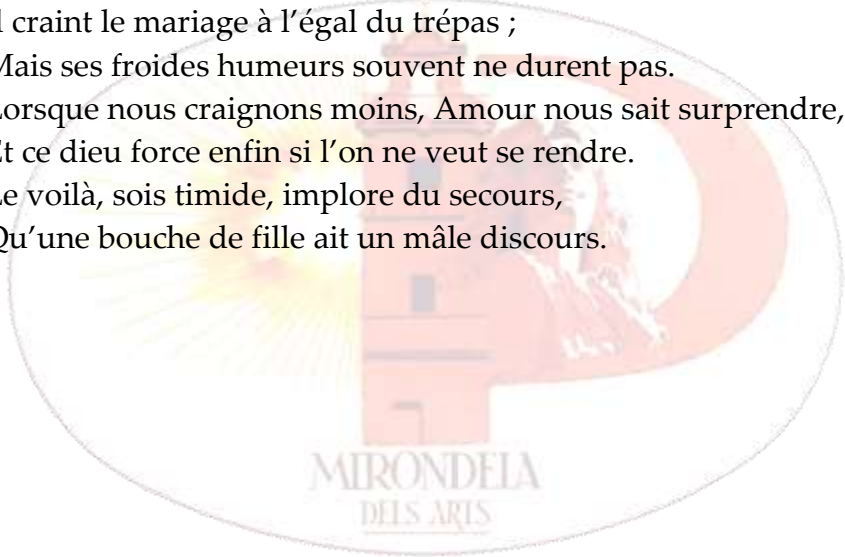 l craint le mariage à l’égal du trépas ;
Mais ses froides humeurs souvent ne durent pas.
Lorsque nous craignons moins, Amour nous sait surprendre,
Et ce dieu force enfin si l’on ne veut se rendre.
Le voilà, sois timide, implore du secours,
Qu’une bouche de fille ait un mâle discours.
MIRONDELA
DELS ARTS